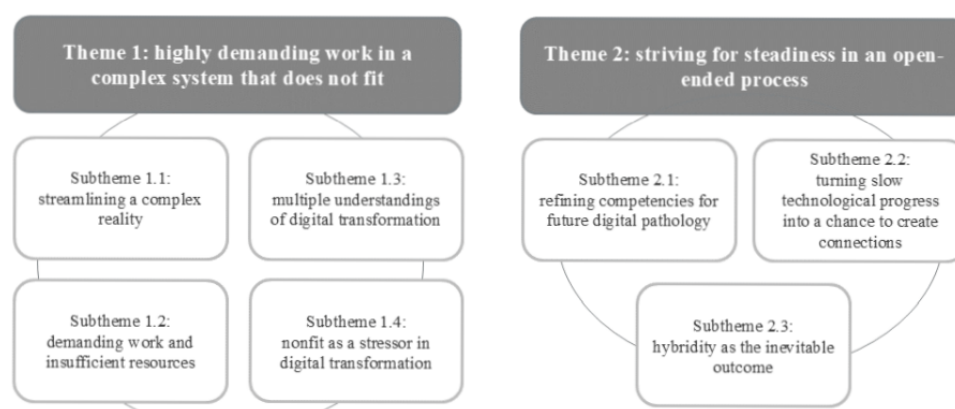 Theme 1: highly demanding work in a
complex system that does not fit
Subtheme 1.1:
streamlining a complex
reality
Subtheme 1.3:
multiple understandings
of digital transformation
Subtheme 1.2:
demanding work and
insufficient resources
Subtheme 1.4:
nonfit as a stressor in
digital transformation
Theme 2: striving for steadiness in an open-
ended process
Subtheme 2.1:
refining competencies for
future digital pathology
Subtheme 2.2:
turning slow
technological progress
into a chance to create
connections
Subtheme 2.3:
hybridity as the inevitable
outcome